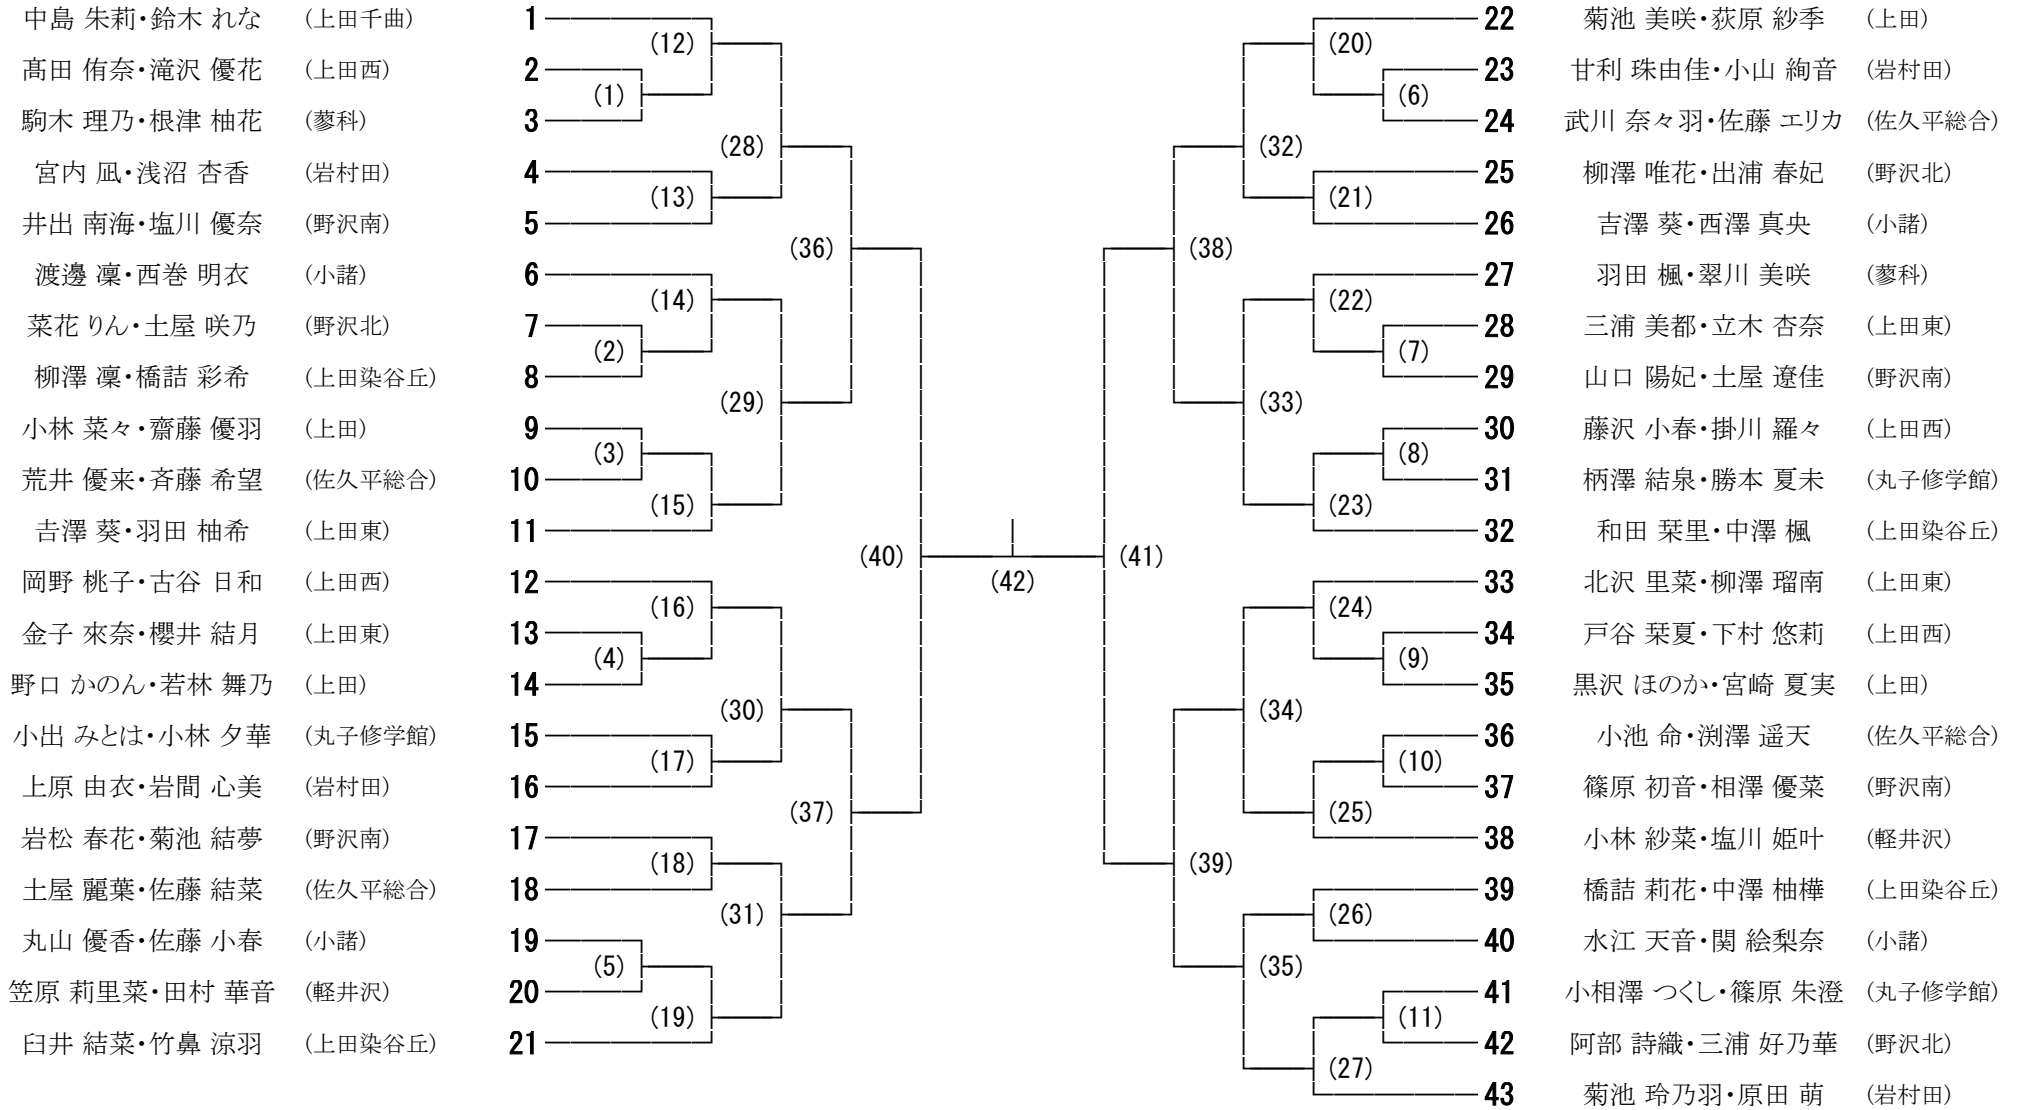 中島 朱莉・鈴木 れな (上田千曲) 1
髙田 侑奈・滝沢 優花 (上田西) 2
駒木 理乃・根津 柚花 (蓼科) 3
宮内 凪・浅沼 杏香 (岩村田) 4
井出 南海・塩川 優奈 (野沢南) 5
渡邊 凜・西巻 明衣 (小諸) 6
菜花 りん・土屋 咲乃 (野沢北) 7
柳澤 凜・橋詰 彩希 (上田染谷丘) 8
小林 菜々・齋藤 優羽 (上田) 9
荒井 優来・斉藤 希望 (佐久平総合) 10
𠮷澤 葵・羽田 柚希 (上田東) 11
岡野 桃子・古谷 日和 (上田西) 12
金子 來奈・櫻井 結月 (上田東) 13
野口 かのん・若林 舞乃 (上田) 14
小出 みとは・小林 夕華 (丸子修学館) 15
上原 由衣・岩間 心美 (岩村田) 16
岩松 春花・菊池 結夢 (野沢南) 17
土屋 麗葉・佐藤 結菜 (佐久平総合) 18
丸山 優香・佐藤 小春 (小諸) 19
笠原 莉里菜・田村 華音 (軽井沢) 20
臼井 結菜・竹鼻 涼羽 (上田染谷丘) 21
(1)
(2)
(3)
(4)
(5)
(12)
(13)
(14)
(15)
(16)
(17)
(18)
(19)
(28)
(29)
(30)
(31)
(36)
(37)
(40)
(42)
(41)
(38)
(39)
(32)
(33)
(34)
(35)
(20)
(21)
(22)
(23)
(24)
(25)
(26)
(27)
(6)
(7)
(8)
(9)
(10)
(11)
22 菊池 美咲・荻原 紗季 (上田)
23 甘利 珠由佳・小山 絢音 (岩村田)
24 武川 奈々羽・佐藤 エリカ (佐久平総合)
25 柳澤 唯花・出浦 春妃 (野沢北)
26 吉澤 葵・西澤 真央 (小諸)
27 羽田 楓・翠川 美咲 (蓼科)
28 三浦 美都・立木 杏奈 (上田東)
29 山口 陽妃・土屋 遼佳 (野沢南)
30 藤沢 小春・掛川 羅々 (上田西)
31 柄澤 結泉・勝本 夏未 (丸子修学館)
32 和田 栞里・中澤 楓 (上田染谷丘)
33 北沢 里菜・柳澤 瑠南 (上田東)
34 戸谷 栞夏・下村 悠莉 (上田西)
35 黒沢 ほのか・宮崎 夏実 (上田)
36 小池 命・渕澤 遥天 (佐久平総合)
37 篠原 初音・相澤 優菜 (野沢南)
38 小林 紗菜・塩川 姫叶 (軽井沢)
39 橋詰 莉花・中澤 柚樺 (上田染谷丘)
40 水江 天音・関 絵梨奈 (小諸)
41 小相澤 つくし・篠原 朱澄 (丸子修学館)
42 阿部 詩織・三浦 好乃華 (野沢北)
43 菊池 玲乃羽・原田 萌 (岩村田)